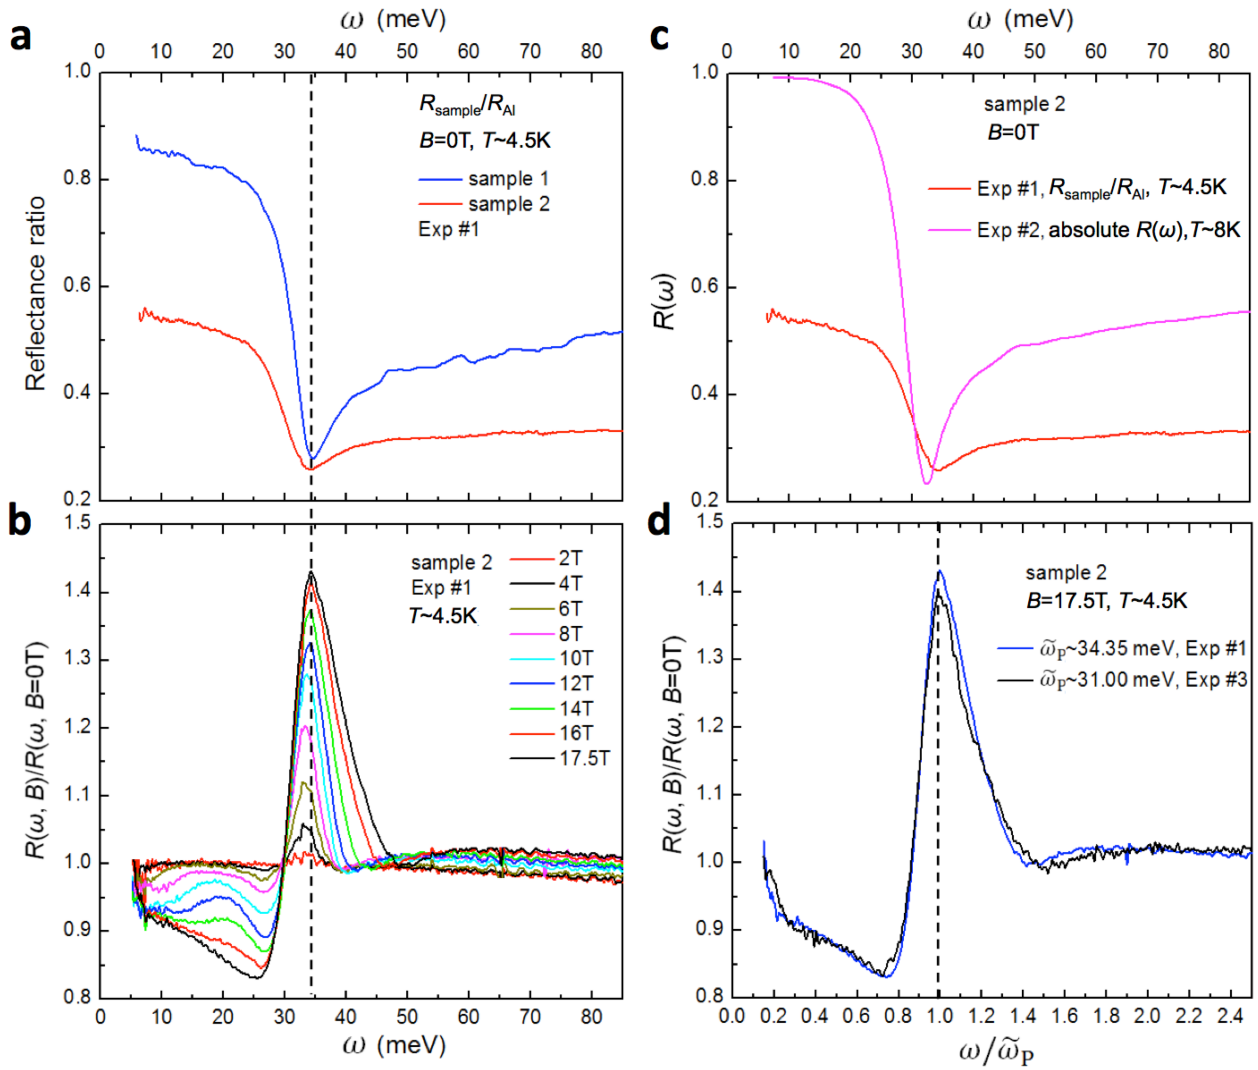 a
ω (meV)
0 10 20 30 40 50 60 70 80
1.0
0.8
0.6
0.4
0.2
Reflectance ratio
Rsample/RAl
B=0T, T~4.5K
sample 1
sample 2
Exp #1
b
1.5
1.4
1.3
1.2
1.1
1.0
0.9
0.8
R(ω, B)/R(ω, B=0T)
sample 2
Exp #1
T~4.5K
2T
4T
6T
8T
10T
12T
14T
16T
17.5T
0 10 20 30 40 50 60 70 80
ω (meV)
c
ω (meV)
0 10 20 30 40 50 60 70 80
1.0
0.8
0.6
0.4
0.2
R(ω)
sample 2
B=0T
Exp #1, Rsample/RAl, T~4.5K
Exp #2, absolute R(ω),T~8K
d
1.5
1.4
1.3
1.2
1.1
1.0
0.9
0.8
R(ω, B)/R(ω, B=0T)
sample 2
B=17.5T, T~4.5K
ω̃P~34.35 meV, Exp #1
ω̃P~31.00 meV, Exp #3
0.0 0.2 0.4 0.6 0.8 1.0 1.2 1.4 1.6 1.8 2.0 2.2 2.4
ω/ω̃P